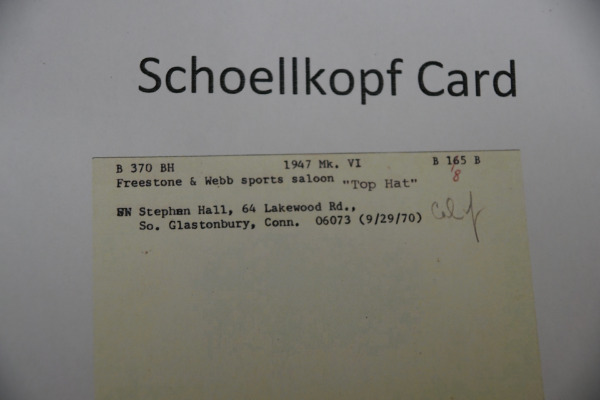 Schoellkopf Card
B 370 BH 1947 Mk. VI B 165 B
8
Freestone & Webb sports saloon "Top Hat"
Stephen Hall, 64 Lakewood Rd.,
So. Glastonbury, Conn. 06073 (9/29/70)